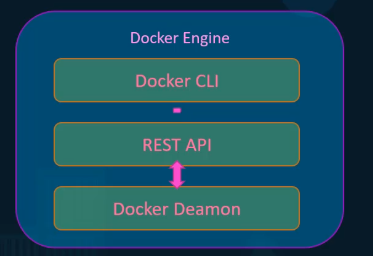 Docker Engine
Docker CLI
REST API
Docker Deamon